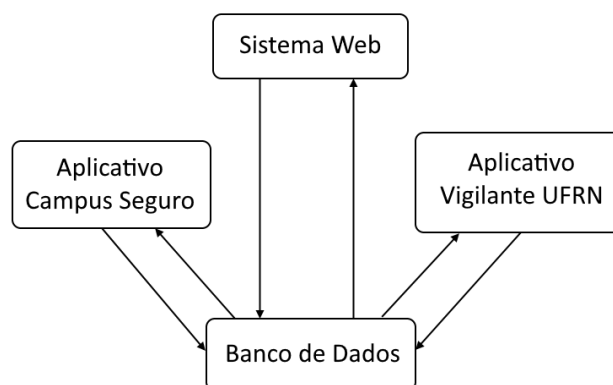 Sistema Web
Aplicativo
Campus Seguro
Aplicativo
Vigilante UFRN
Banco de Dados